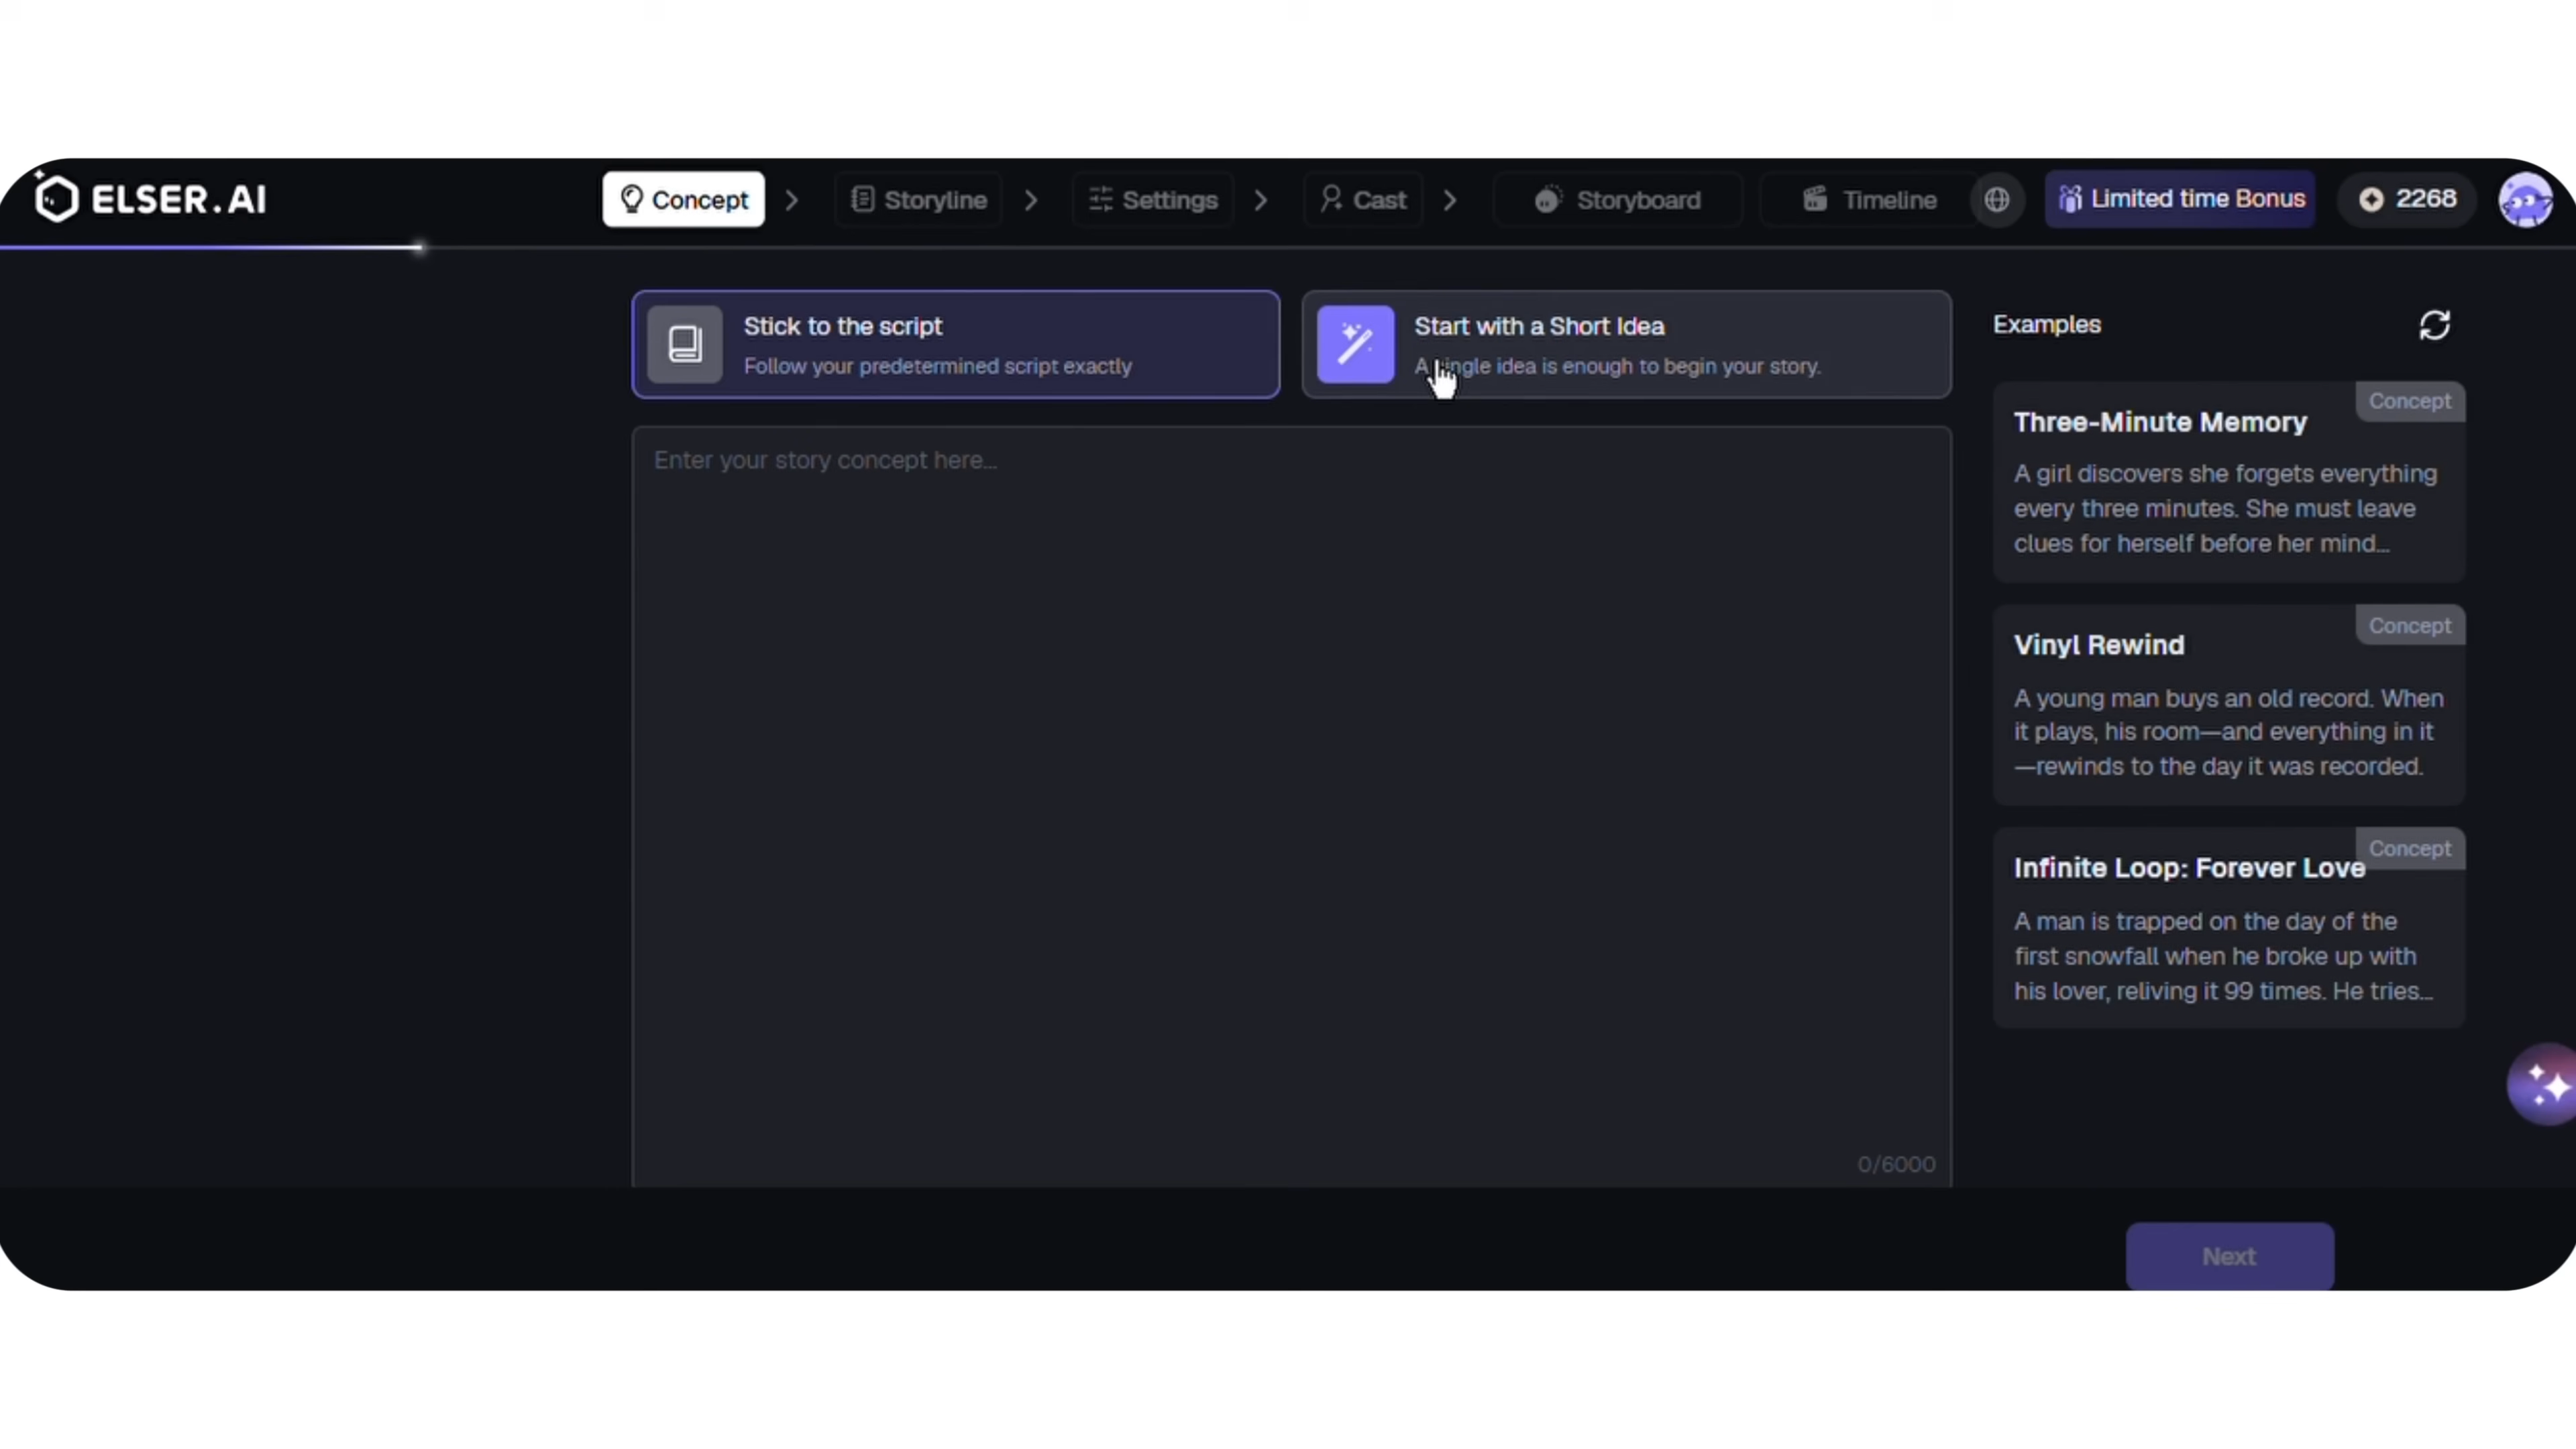 ELSER.AI
Concept
Storyline
Settings
Cast
Storyboard
Timeline
Limited time Bonus
2268
Stick to the script
Follow your predetermined script exactly
Start with a Short Idea
A single idea is enough to begin your story.
Enter your story concept here...
0/6000
Examples
Concept
Three-Minute Memory
A girl discovers she forgets everything
every three minutes. She must leave
clues for herself before her mind...
Concept
Vinyl Rewind
A young man buys an old record. When
it plays, his room—and everything in it
—rewinds to the day it was recorded.
Concept
Infinite Loop: Forever Love
A man is trapped on the day of the
first snowfall when he broke up with
his lover, reliving it 99 times. He tries...
Next